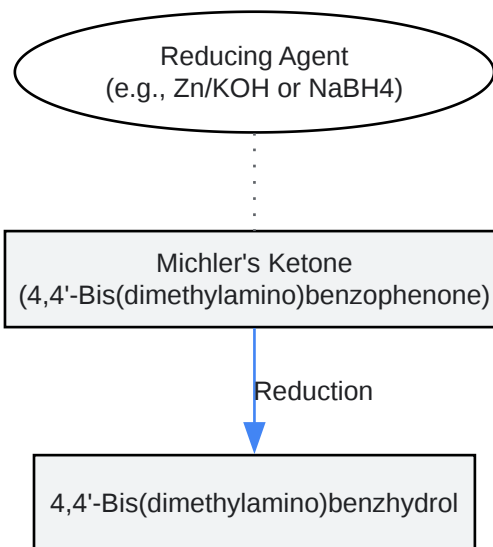 Reducing Agent
(e.g., Zn/KOH or NaBH4)
Michler's Ketone
(4,4'-Bis(dimethylamino)benzophenone)
Reduction
4,4'-Bis(dimethylamino)benzhydrol